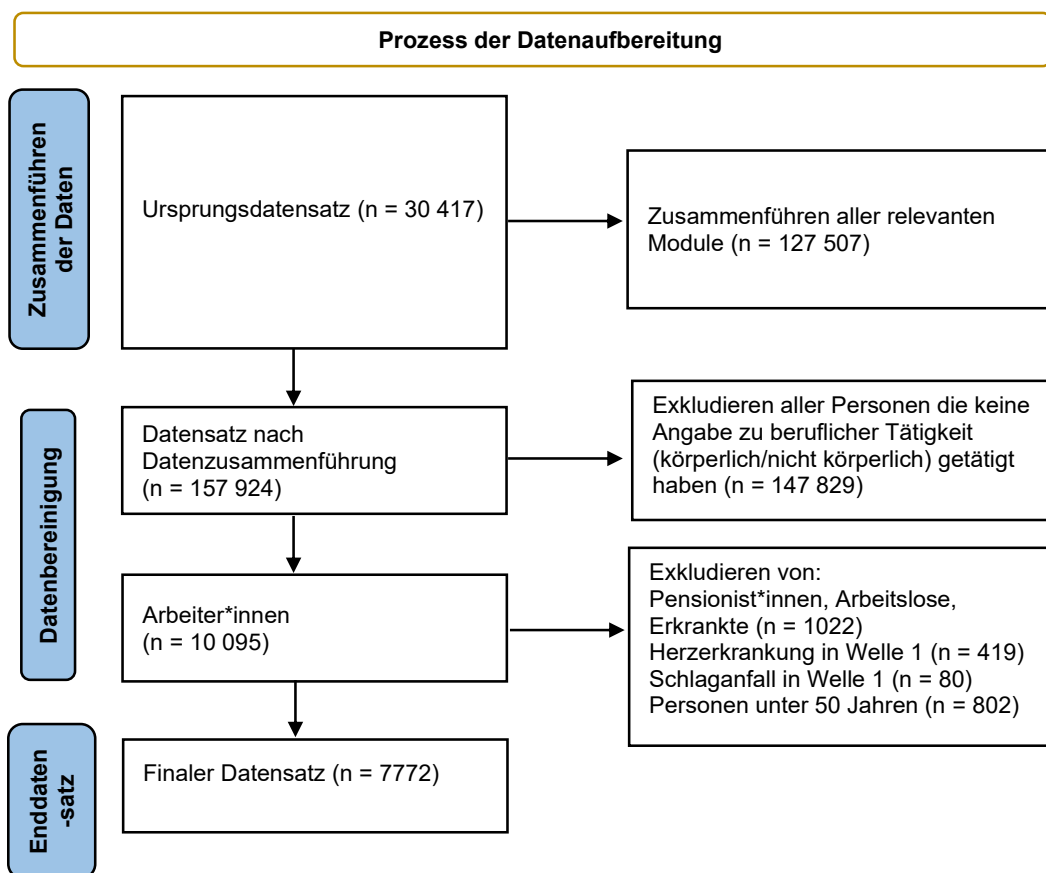 Prozess der Datenaufbereitung
Zusammenführen
der Daten
Ursprungsdatensatz (n = 30 417)
Zusammenführen aller relevanten
Module (n = 127 507)
Datenbereinigung
Datensatz nach
Datenzusammenführung
(n = 157 924)
Exkludieren aller Personen die keine
Angabe zu beruflicher Tätigkeit
(körperlich/nicht körperlich) getätigt
haben (n = 147 829)
Arbeiter*innen
(n = 10 095)
Exkludieren von:
Pensionist*innen, Arbeitslose,
Erkrankte (n = 1022)
Herzerkrankung in Welle 1 (n = 419)
Schlaganfall in Welle 1 (n = 80)
Personen unter 50 Jahren (n = 802)
Enddaten
-satz
Finaler Datensatz (n = 7772)